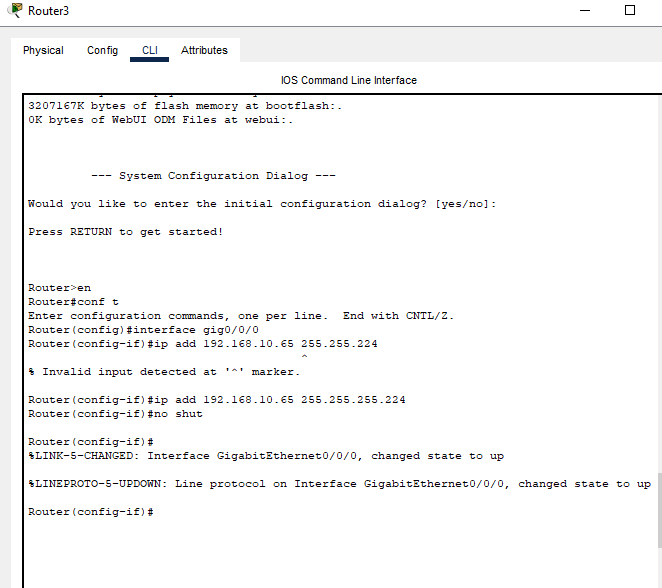 Router3
Physical Config CLI Attributes
IOS Command Line Interface
3207167K bytes of flash memory at bootflash:.
0K bytes of WebUI ODM Files at webui:.
--- System Configuration Dialog ---
Would you like to enter the initial configuration dialog? [yes/no]:
Press RETURN to get started!
Router>en
Router#conf t
Enter configuration commands, one per line.  End with CNTL/Z.
Router(config)#interface gig0/0/0
Router(config-if)#ip add 192.168.10.65 255.255.224
^
% Invalid input detected at '^' marker.
Router(config-if)#ip add 192.168.10.65 255.255.255.224
Router(config-if)#no shut
Router(config-if)#
%LINK-5-CHANGED: Interface GigabitEthernet0/0/0, changed state to up
%LINEPROTO-5-UPDOWN: Line protocol on Interface GigabitEthernet0/0/0, changed state to up
Router(config-if)#